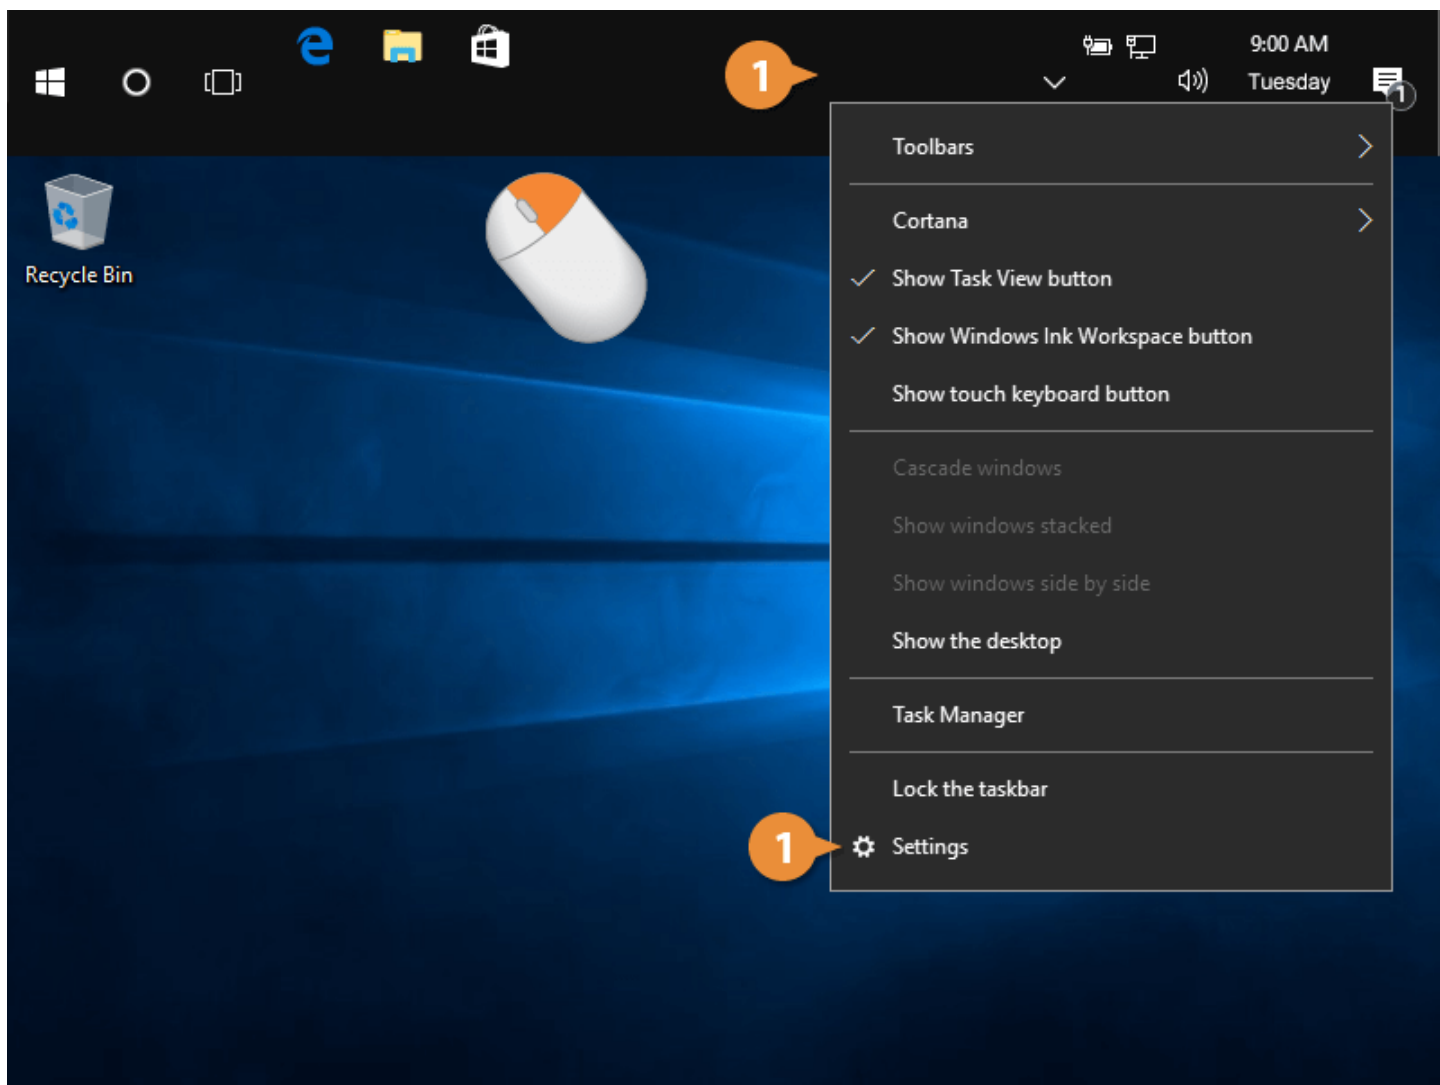 9:00 AM
Tuesday
1
1
Toolbars
Recycle Bin
Cortana
Show Task View button
Show Windows Ink Workspace button
Show touch keyboard button
Cascade windows
Show windows stacked
Show windows side by side
Show the desktop
Task Manager
Lock the taskbar
1
Settings